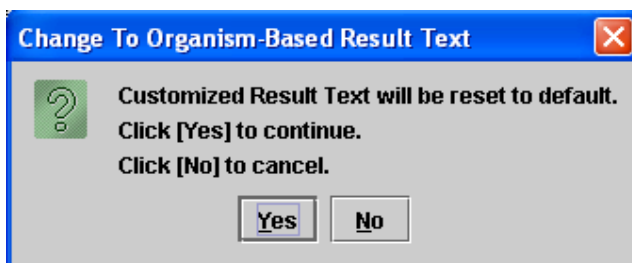 Change To Organism-Based Result Text
Customized Result Text will be reset to default.
Click [Yes] to continue.
Click [No] to cancel.
Yes No